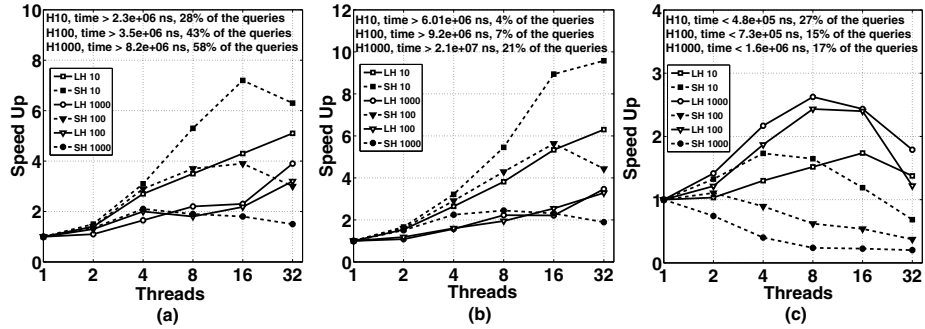 H10, time > 2.3e+06 ns, 28% of the queries
H100, time > 3.5e+06 ns, 43% of the queries
H1000, time > 8.2e+06 ns, 58% of the queries
LH 10
SH 10
LH 1000
SH 100
LH 100
SH 1000
Speed Up
10
8
6
4
2
0
1 2 4 8 16 32
Threads
(a)
H10, time > 6.01e+06 ns, 4% of the queries
H100, time > 9.2e+06 ns, 7% of the queries
H1000, time > 2.1e+07 ns, 21% of the queries
LH 10
SH 10
LH 1000
SH 100
LH 100
SH 1000
Speed Up
12
10
8
6
4
2
0
1 2 4 8 16 32
Threads
(b)
H10, time < 4.8e+05 ns, 27% of the queries
H100, time < 7.3e+05 ns, 15% of the queries
H1000, time < 1.6e+06 ns, 17% of the queries
LH 10
SH 10
LH 1000
SH 100
LH 100
SH 1000
Speed Up
4
3
2
1
0
1 2 4 8 16 32
Threads
(c)